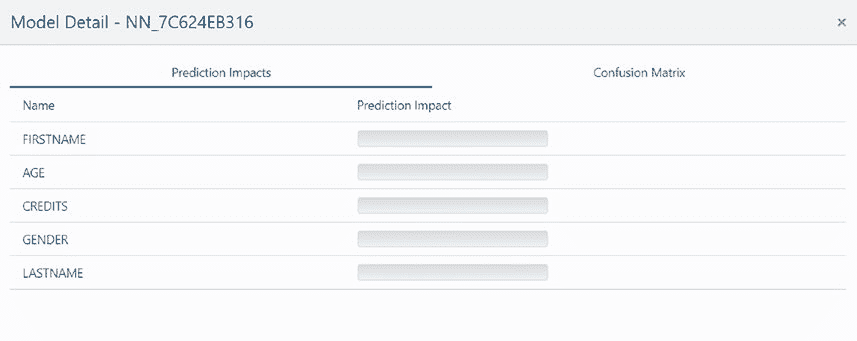 Model Detail - NN_7C624EB316 ×
Prediction Impacts Confusion Matrix
Name Prediction Impact
FIRSTNAME
AGE
CREDITS
GENDER
LASTNAME